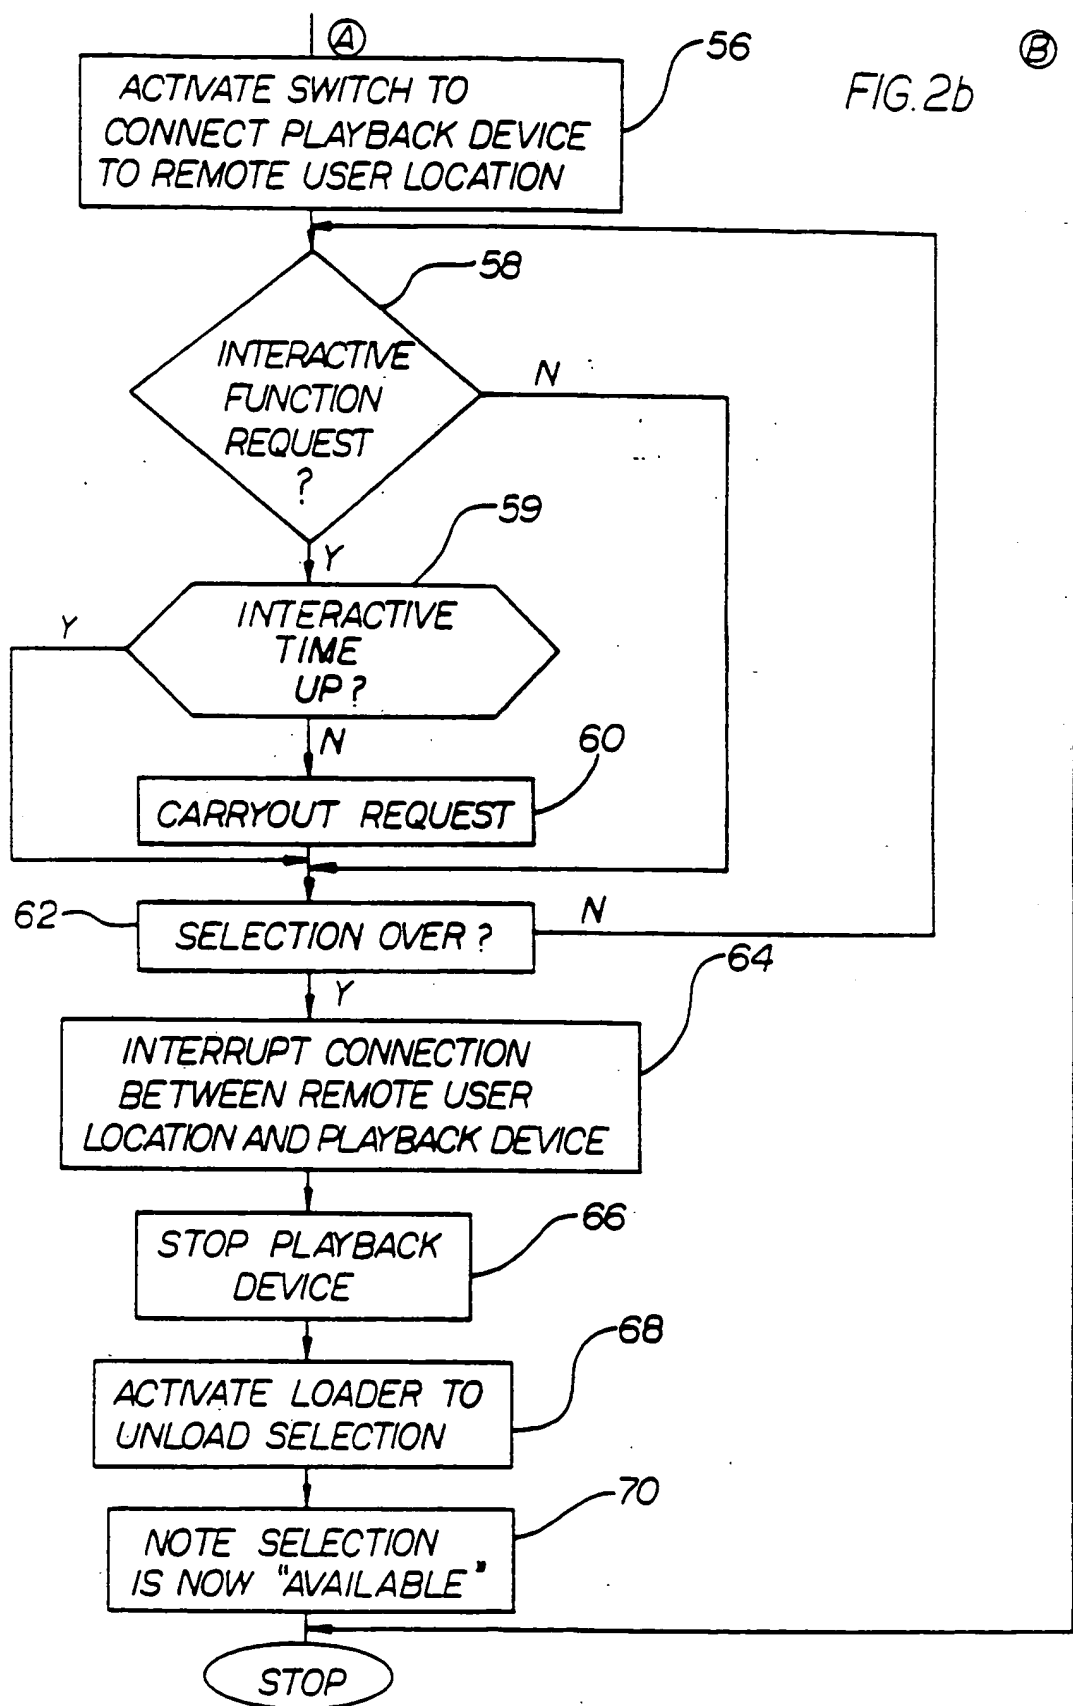 A
56
B
FIG. 2b
ACTIVATE SWITCH TO
CONNECT PLAYBACK DEVICE
TO REMOTE USER LOCATION
58
INTERACTIVE
FUNCTION
REQUEST
?
N
Y
59
INTERACTIVE
TIME
UP?
Y
N
60
CARRYOUT REQUEST
62
SELECTION OVER?
N
Y
64
INTERRUPT CONNECTION
BETWEEN REMOTE USER
LOCATION AND PLAYBACK DEVICE
66
STOP PLAYBACK
DEVICE
68
ACTIVATE LOADER TO
UNLOAD SELECTION
70
NOTE SELECTION
IS NOW "AVAILABLE"
STOP